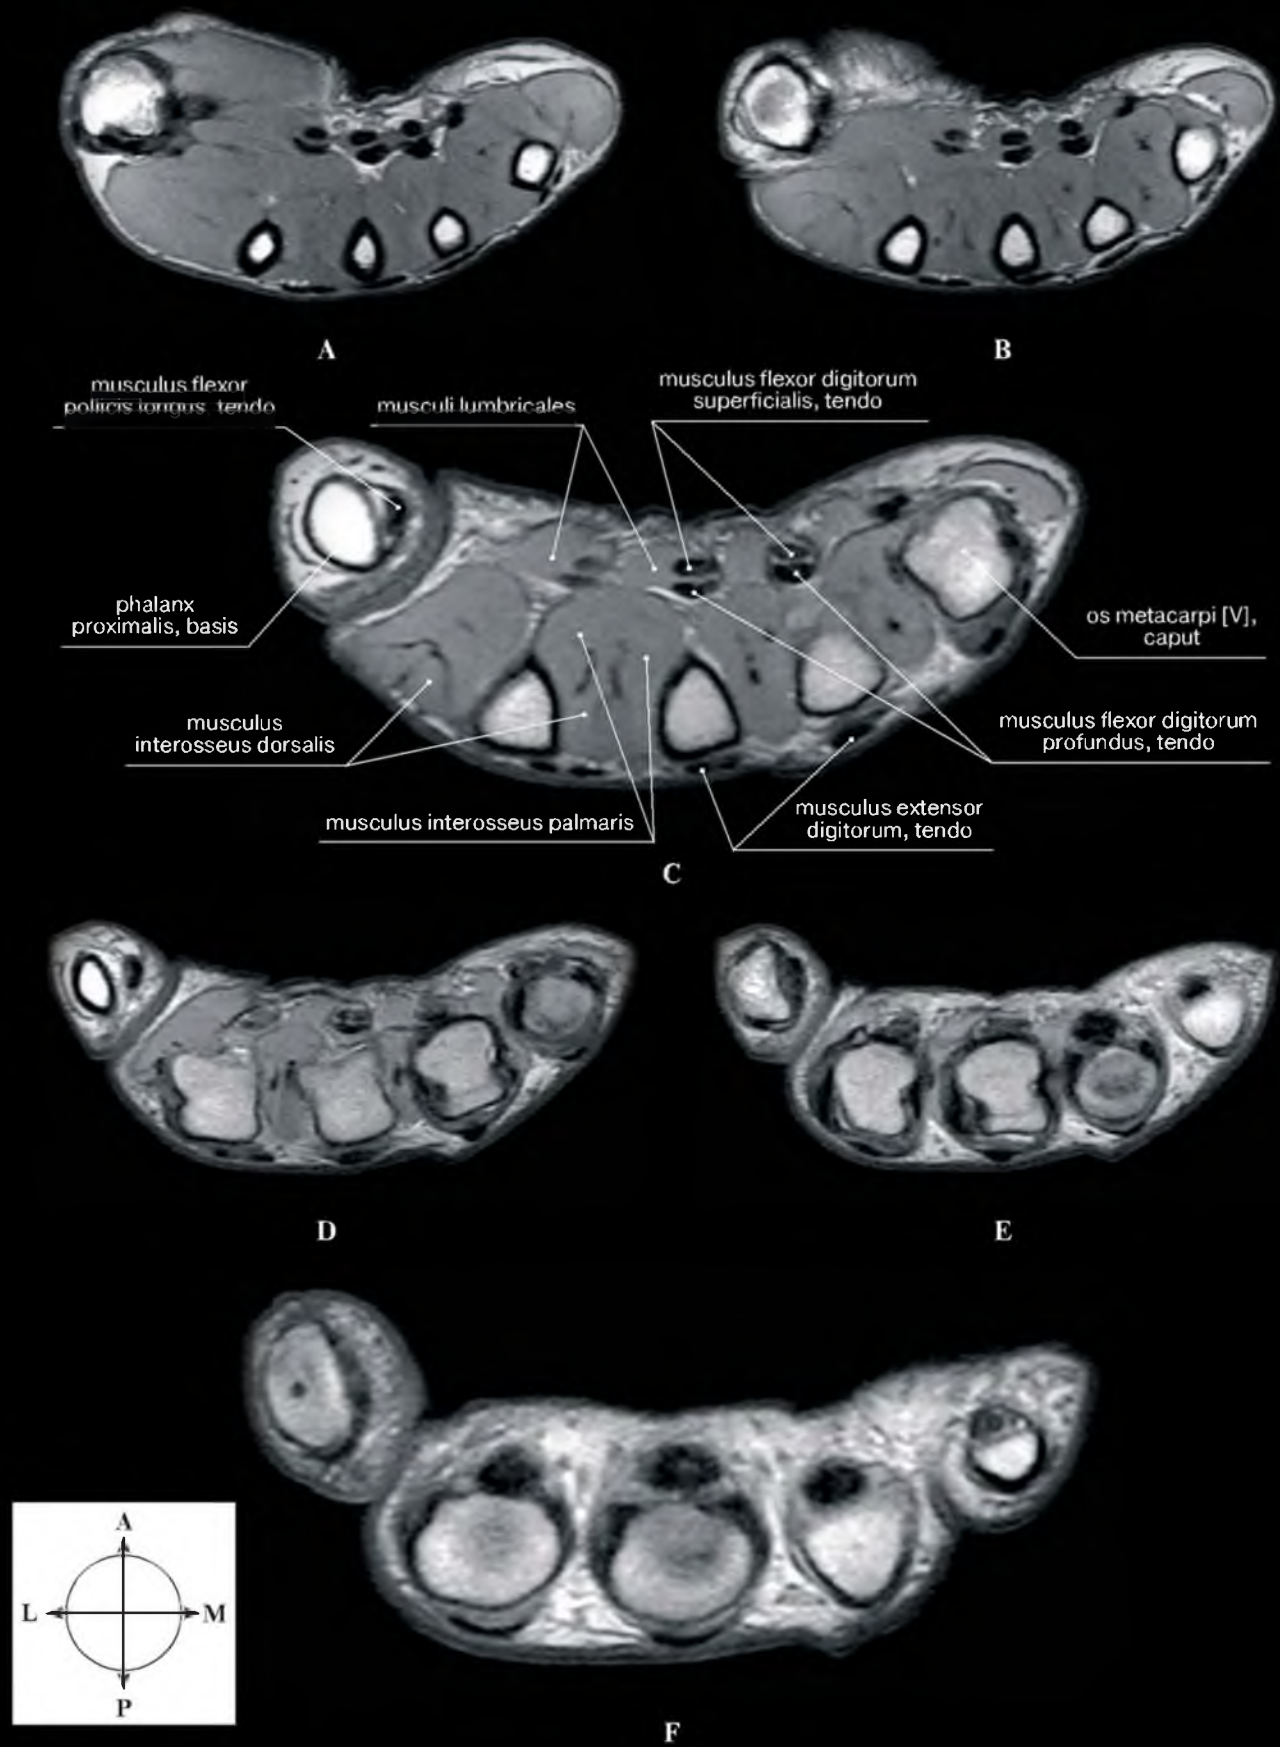 A
B
musculus flexor
pollicis longus tendo
musculi lumbricales
musculus flexor digitorum
superficialis, tendo
phalanx
proximalis, basis
os metacarpi [V],
caput
musculus
interosseus dorsalis
musculus flexor digitorum
profundus, tendo
musculus interosseus palmaris
musculus extensor
digitorum, tendo
C
D
E
A
L
M
P
F